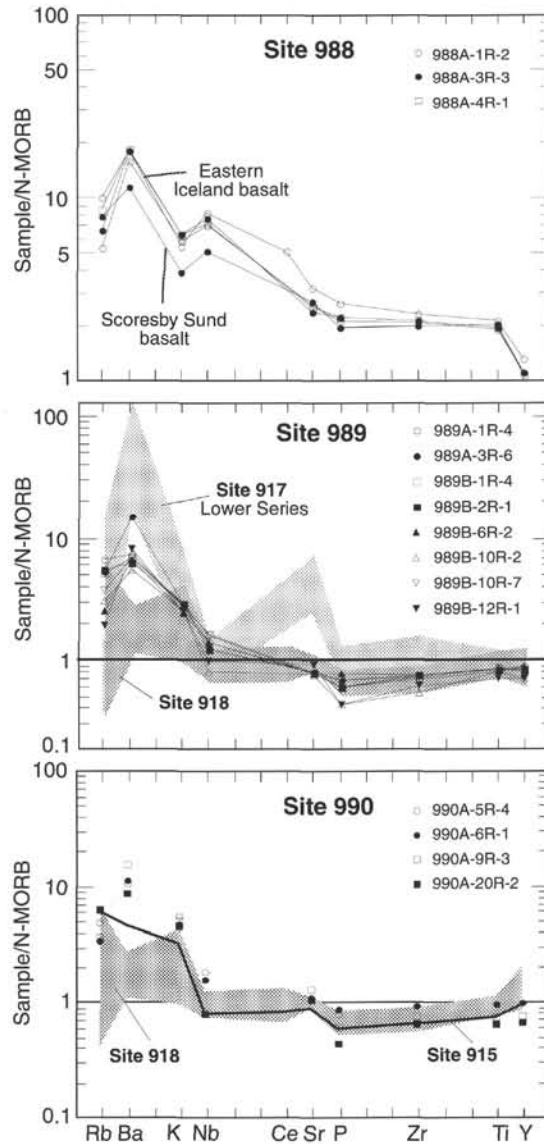 Site 988
988A-1R-2
988A-3R-3
988A-4R-1
Eastern
Iceland basalt
Scoresby Sund
basalt
Sample/N-MORB
100
50
10
5
1
Site 989
989A-1R-4
989A-3R-6
989B-1R-4
989B-2R-1
989B-6R-2
989B-10R-2
989B-10R-7
989B-12R-1
Site 917
Lower Series
Site 918
Sample/N-MORB
100
10
1
0.1
Site 990
990A-5R-4
990A-6R-1
990A-9R-3
990A-20R-2
Site 918
Site 915
Sample/N-MORB
100
10
1
0.1
Rb Ba K Nb Ce Sr P Zr Ti Y